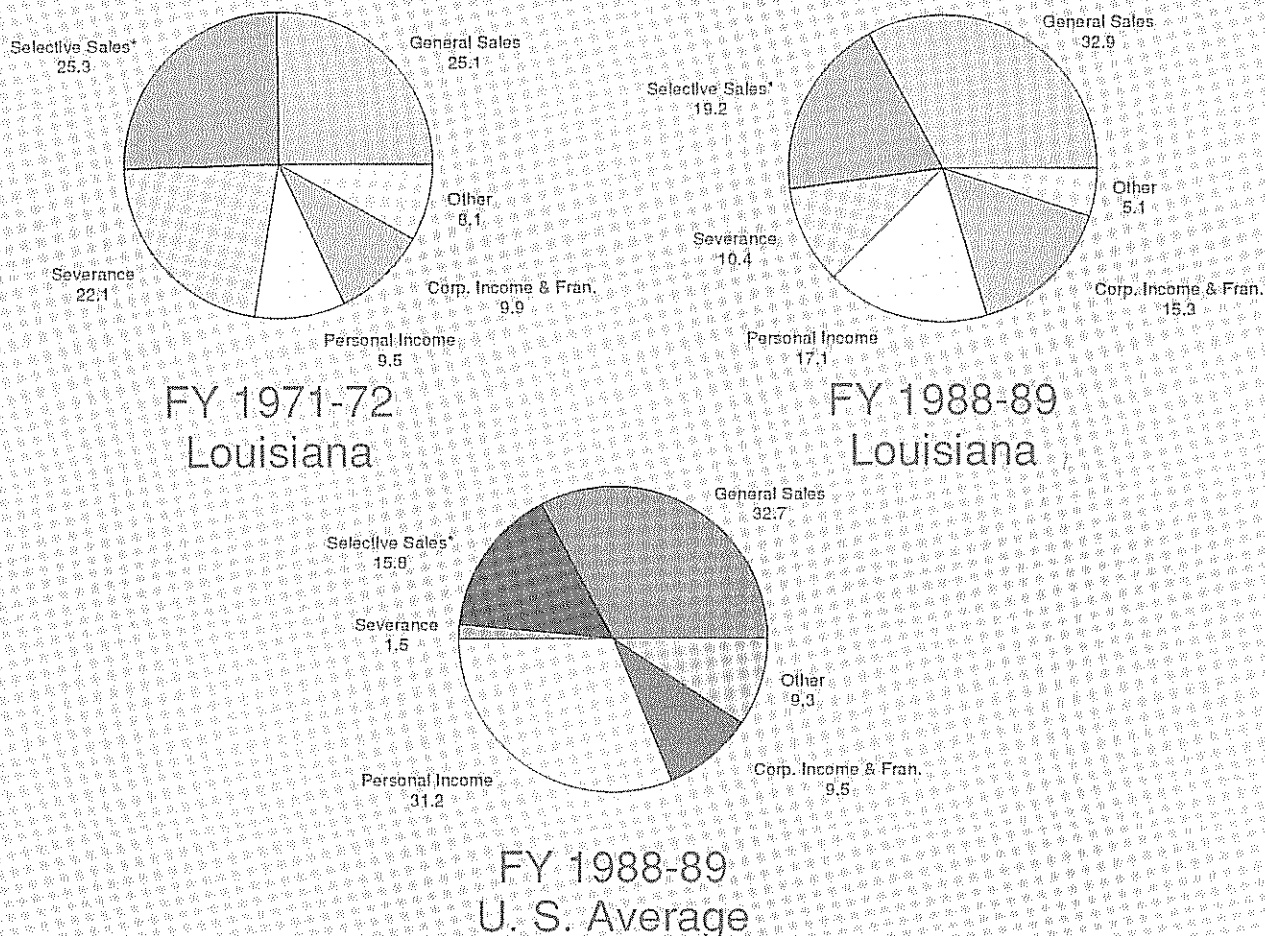 Selective Sales*
25.3
General Sales
25.1
Other
8.1
Corp. Income & Fran.
9.9
Personal Income
9.5
Severance
22.1
FY 1971-72
Louisiana
General Sales
32.9
Selective Sales*
19.2
Other
5.1
Severance
10.4
Corp. Income & Fran.
15.3
Personal Income
17.1
FY 1988-89
Louisiana
General Sales
32.7
Selective Sales*
15.8
Severance
1.5
Other
9.3
Corp. Income & Fran.
9.5
Personal Income
31.2
FY 1988-89
U. S. Average